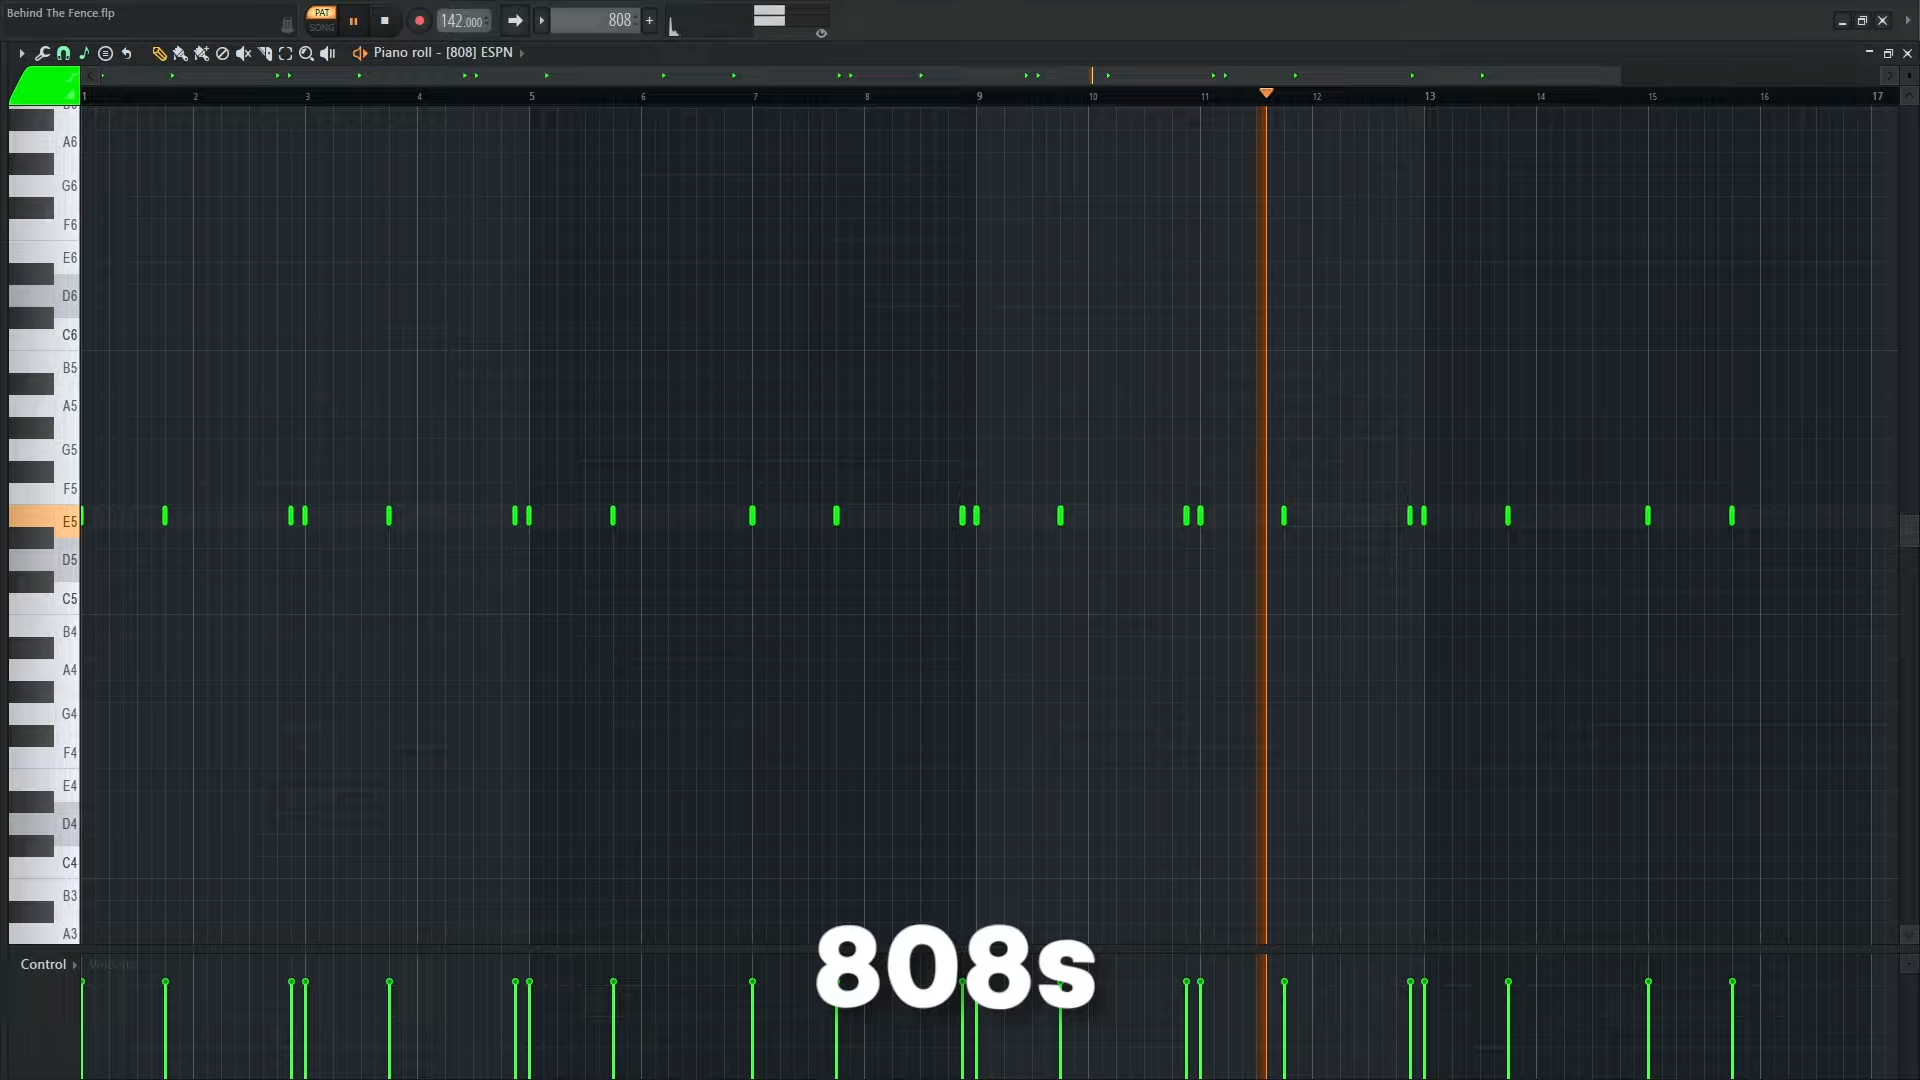 Behind The Fence.flp
PAT
SONG
142.000
808
+
Piano roll - [808] ESPN
1 2 3 4 5 6 7 8 9 10 11 12 13 14 15 16 17
A6
G6
F6
E6
D6
C6
B5
A5
G5
F5
E5
D5
C5
B4
A4
G4
F4
E4
D4
C4
B3
A3
808s
Control